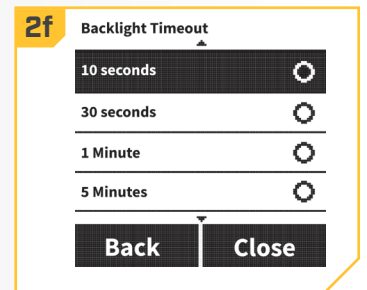 2f
Backlight Timeout
10 seconds
30 seconds
1 Minute
5 Minutes
Back Close